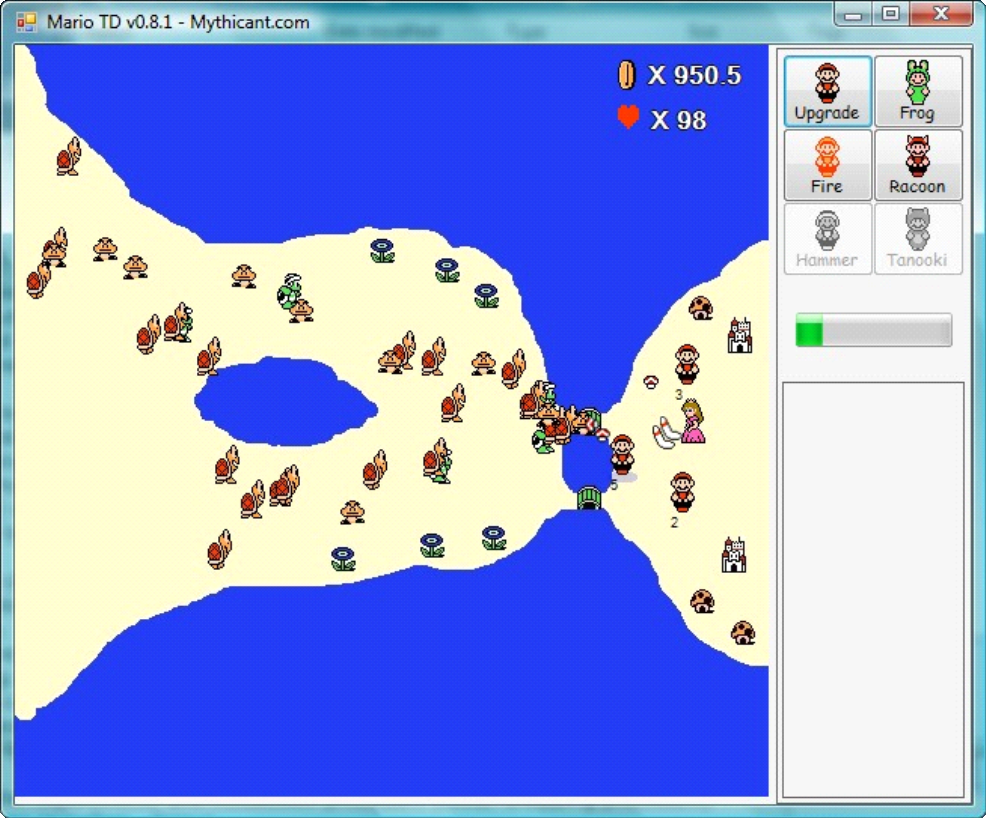 Mario TD v0.8.1 - Mythicant.com
X 950.5
X 98
Upgrade
Frog
Fire
Racoon
Hammer
Tanooki
3
5
2